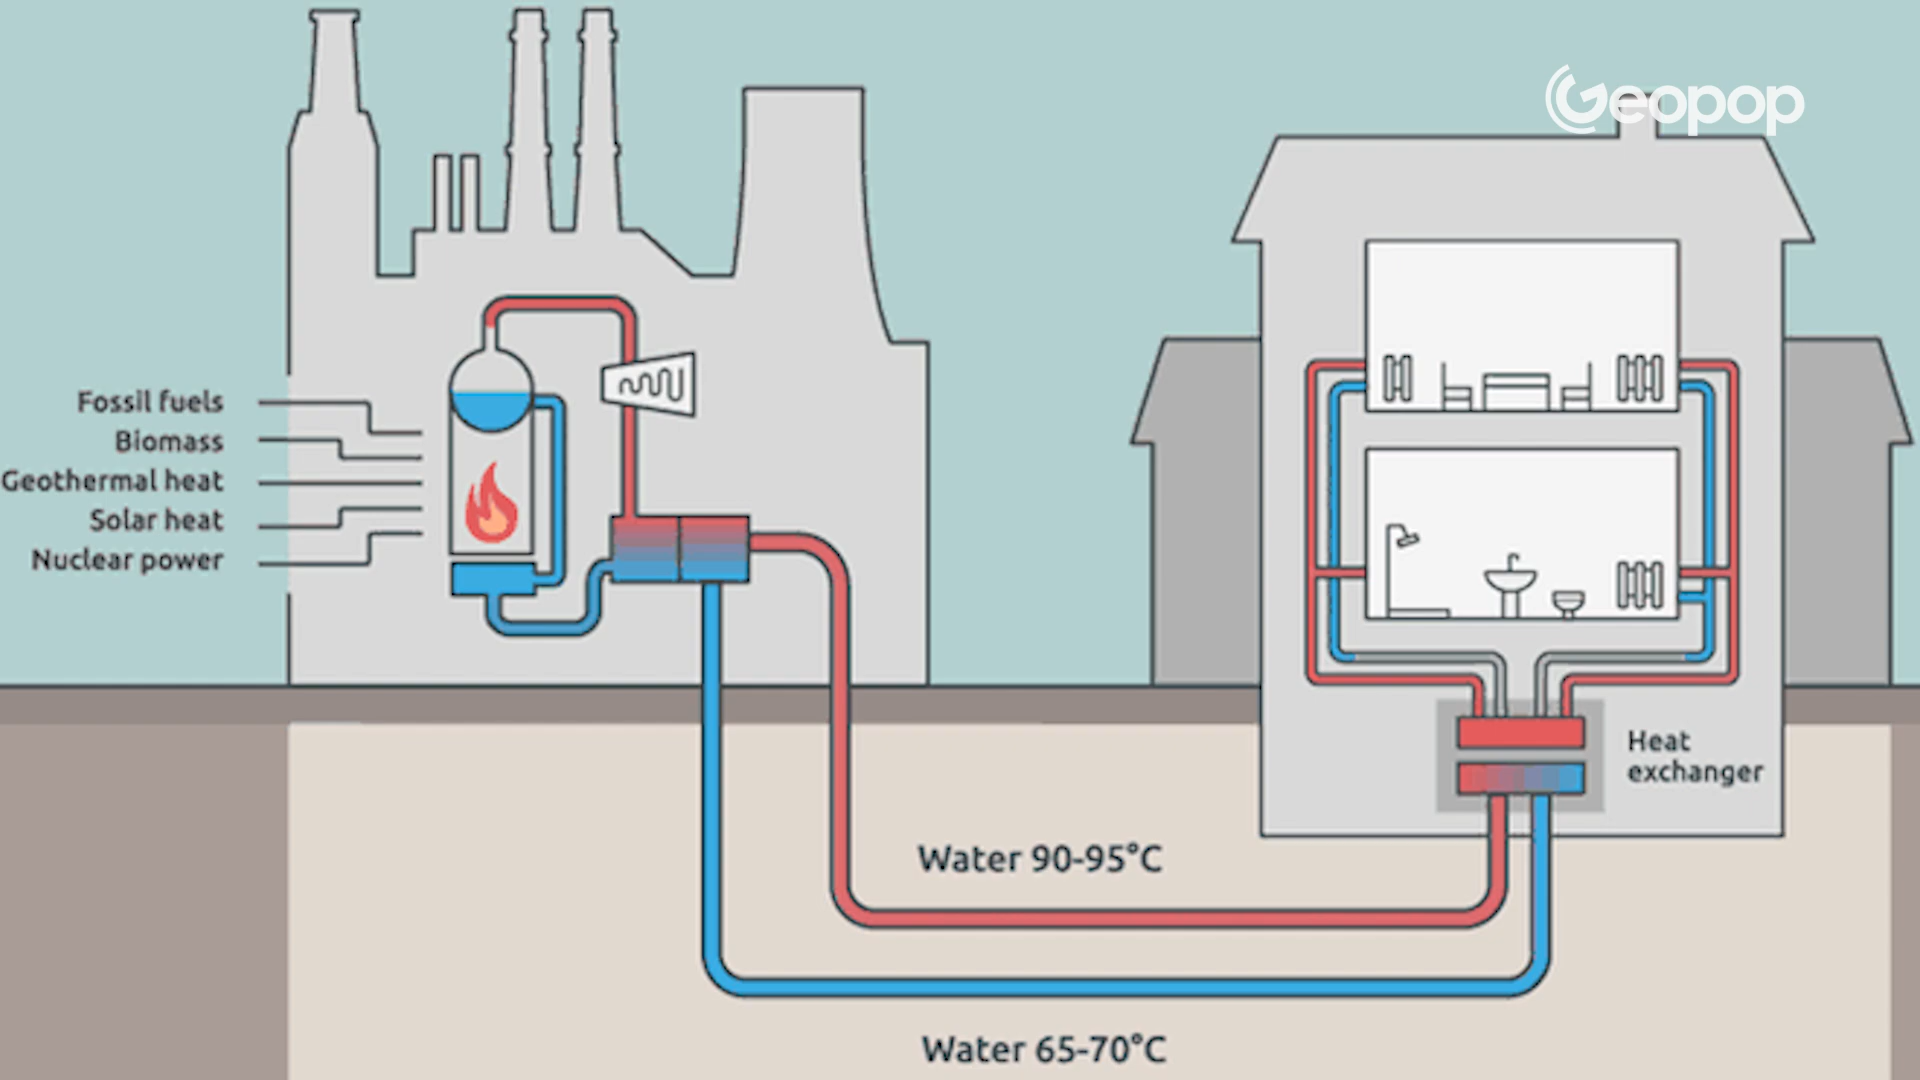 Geopop
Fossil fuels
Biomass
Geothermal heat
Solar heat
Nuclear power
Heat
exchanger
Water 90-95°C
Water 65-70°C